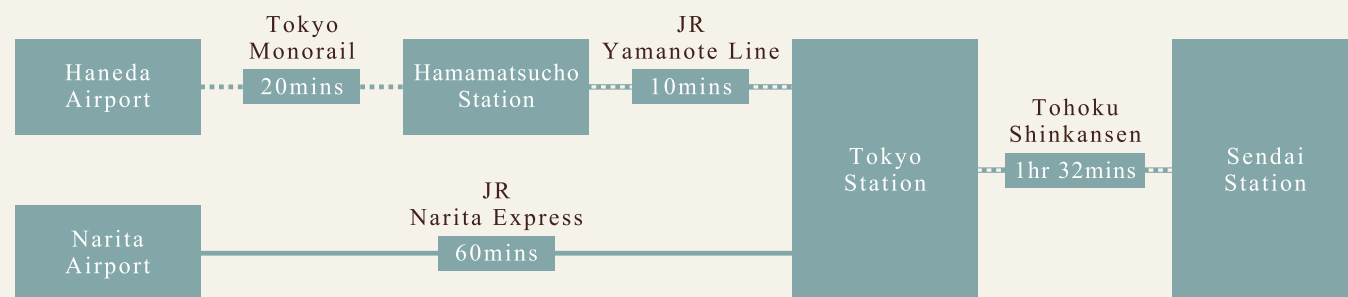 Haneda
Airport
Tokyo
Monorail
20mins
Hamamatsucho
Station
JR
Yamanote Line
10mins
Tokyo
Station
Tohoku
Shinkansen
1hr 32mins
Sendai
Station
Narita
Airport
JR
Narita Express
60mins